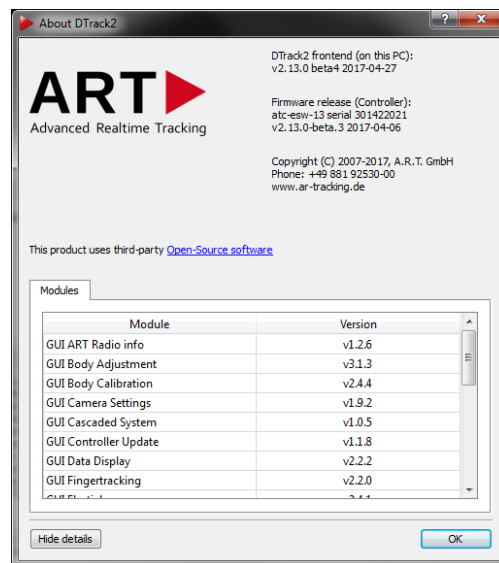 About DTrack2
DTrack2 frontend (on this PC):
v2.13.0 beta4 2017-04-27
ART
Advanced Realtime Tracking
Firmware release (Controller):
atc-esw-13 serial 301422021
v2.13.0-beta.3 2017-04-06
Copyright (C) 2007-2017, A.R.T. GmbH
Phone: +49 881 92530-00
www.ar-tracking.de
This product uses third-party Open-Source software
Modules
Module Version
GUI ART Radio info v1.2.6
GUI Body Adjustment v3.1.3
GUI Body Calibration v2.4.4
GUI Camera Settings v1.9.2
GUI Cascaded System v1.0.5
GUI Controller Update v1.1.8
GUI Data Display v2.2.2
GUI Fingertracking v2.2.0
Hide details OK